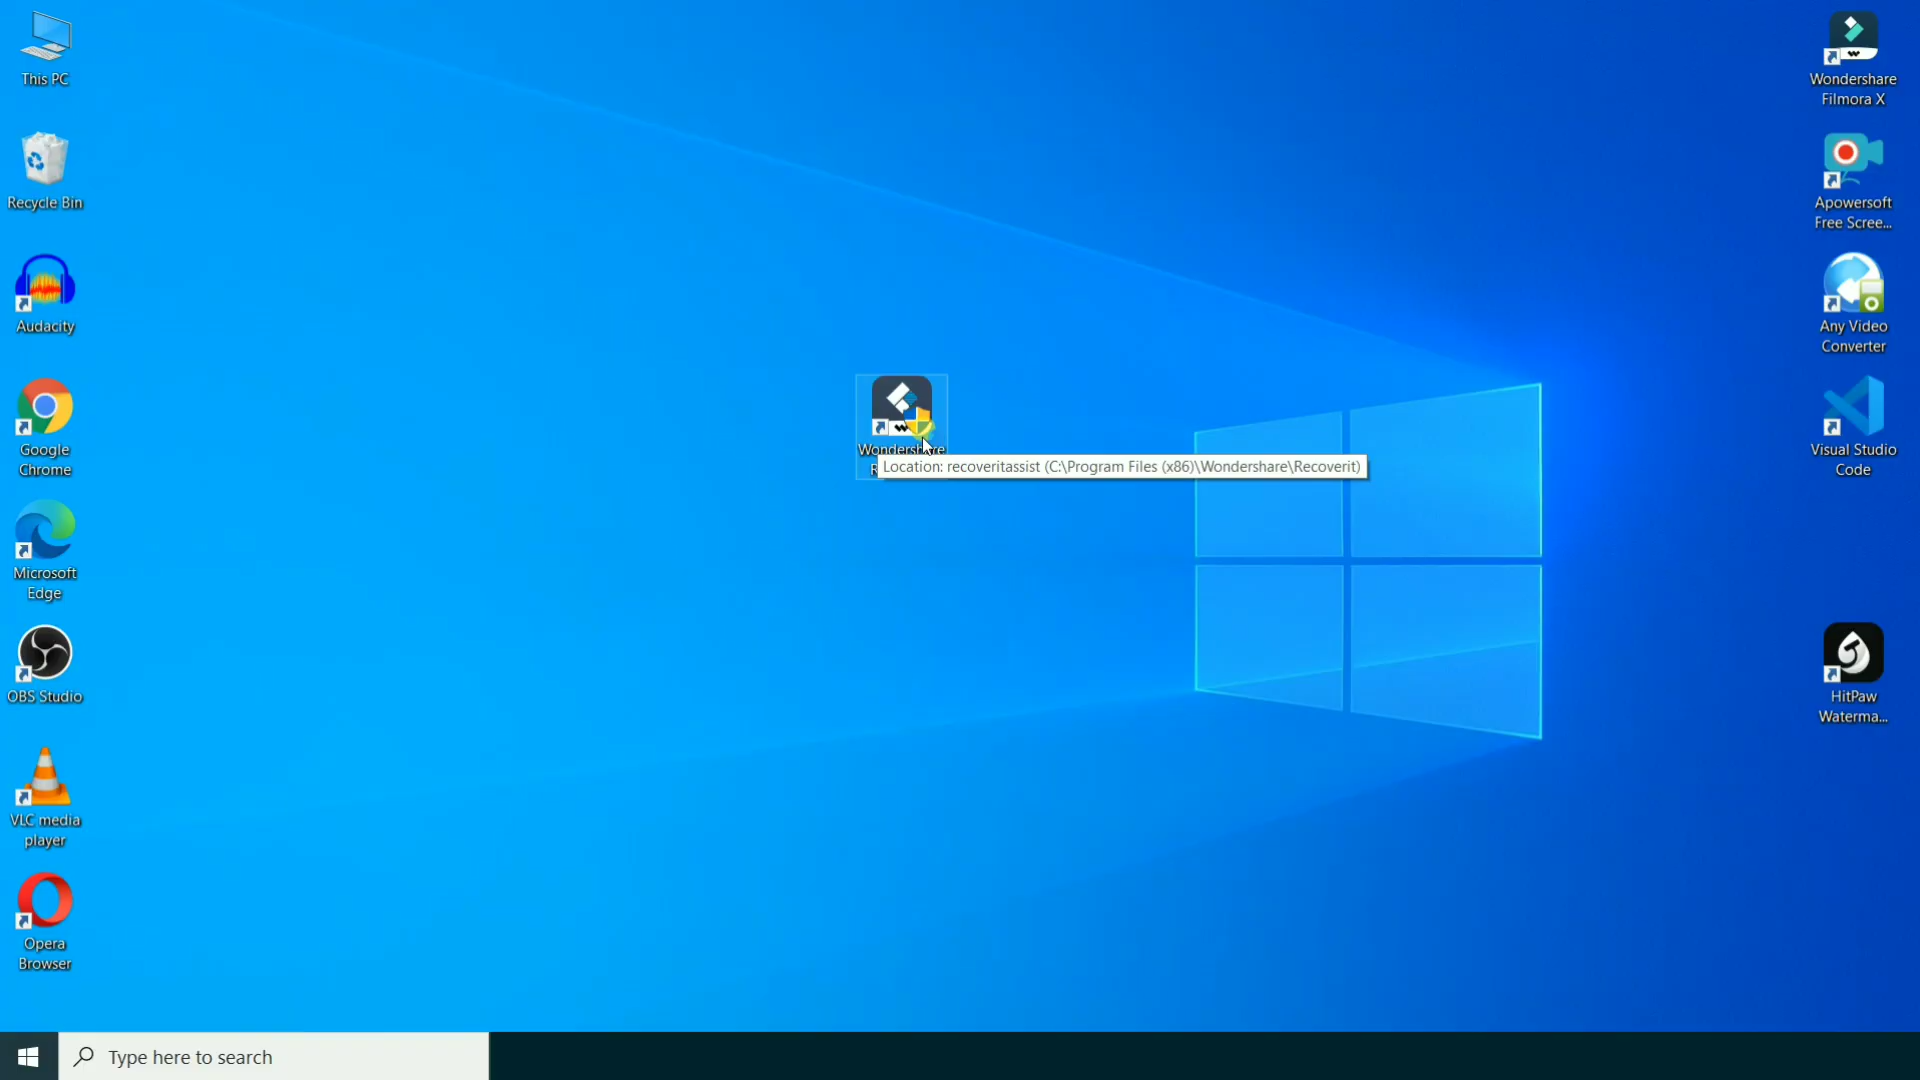 This PC
Recycle Bin
Audacity
Google
Chrome
Microsoft
Edge
OBS Studio
VLC media
player
Opera
Browser
Wondershare
R
Location: recoveritassist (C:\Program Files (x86)\Wondershare\Recoverit)
Wondershare
Filmora X
Apowersoft
Free Scree...
Any Video
Converter
Visual Studio
Code
HitPaw
Waterma...
Type here to search